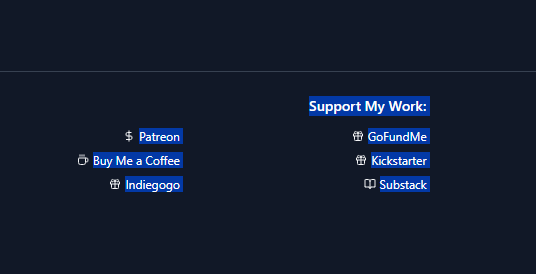 Support My Work:
Patreon
GoFundMe
Buy Me a Coffee
Kickstarter
Indiegogo
Substack